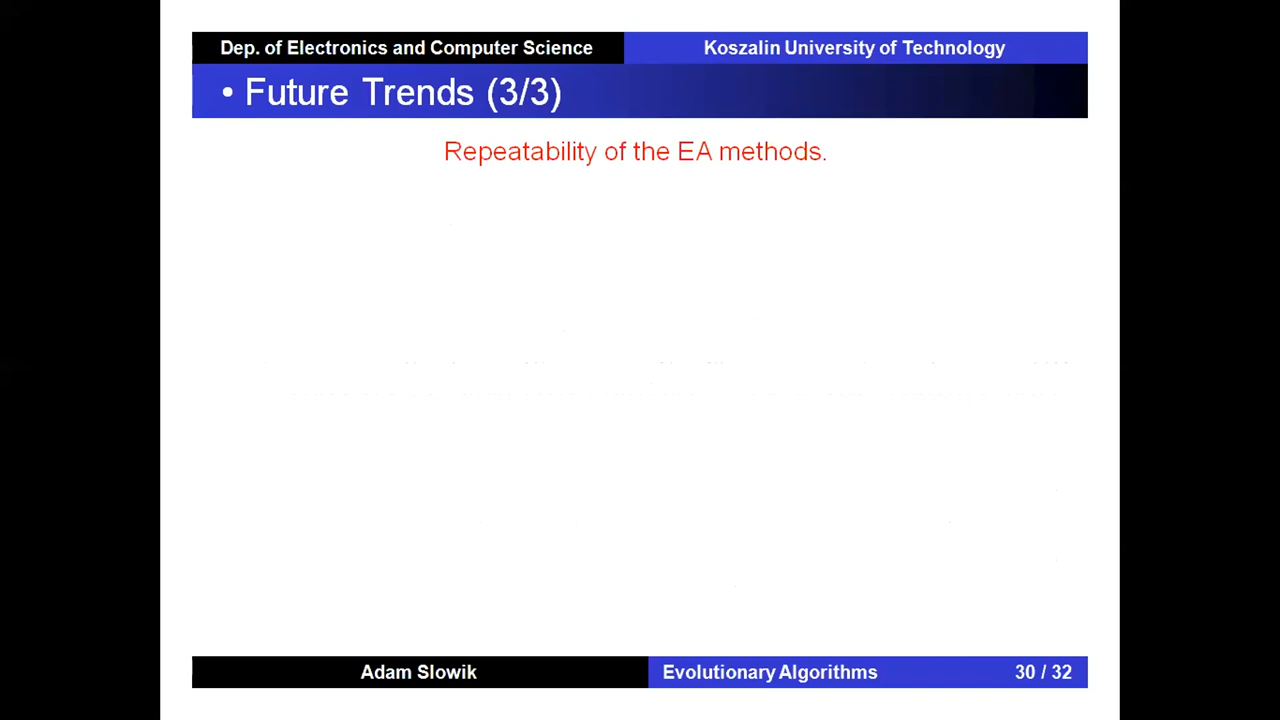 Dep. of Electronics and Computer Science
Koszalin University of Technology
• Future Trends (3/3)
Repeatability of the EA methods.
Adam Slowik
Evolutionary Algorithms
30 / 32